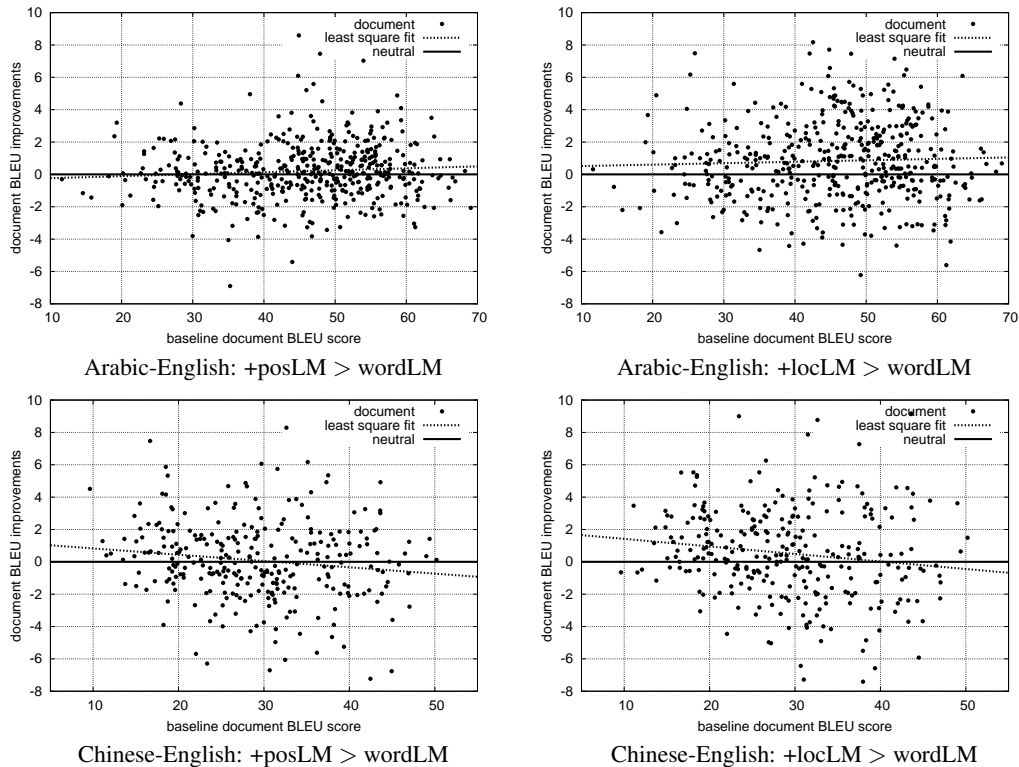 10
8
6
4
2
0
-2
-4
-6
-8
10 20 30 40 50 60 70
document BLEU improvements
baseline document BLEU score
document
least square fit
neutral
Arabic-English: +posLM > wordLM
10
8
6
4
2
0
-2
-4
-6
-8
10 20 30 40 50 60 70
document BLEU improvements
baseline document BLEU score
document
least square fit
neutral
Arabic-English: +locLM > wordLM
10
8
6
4
2
0
-2
-4
-6
-8
10 20 30 40 50
document BLEU improvements
baseline document BLEU score
document
least square fit
neutral
Chinese-English: +posLM > wordLM
10
8
6
4
2
0
-2
-4
-6
-8
10 20 30 40 50
document BLEU improvements
baseline document BLEU score
document
least square fit
neutral
Chinese-English: +locLM > wordLM